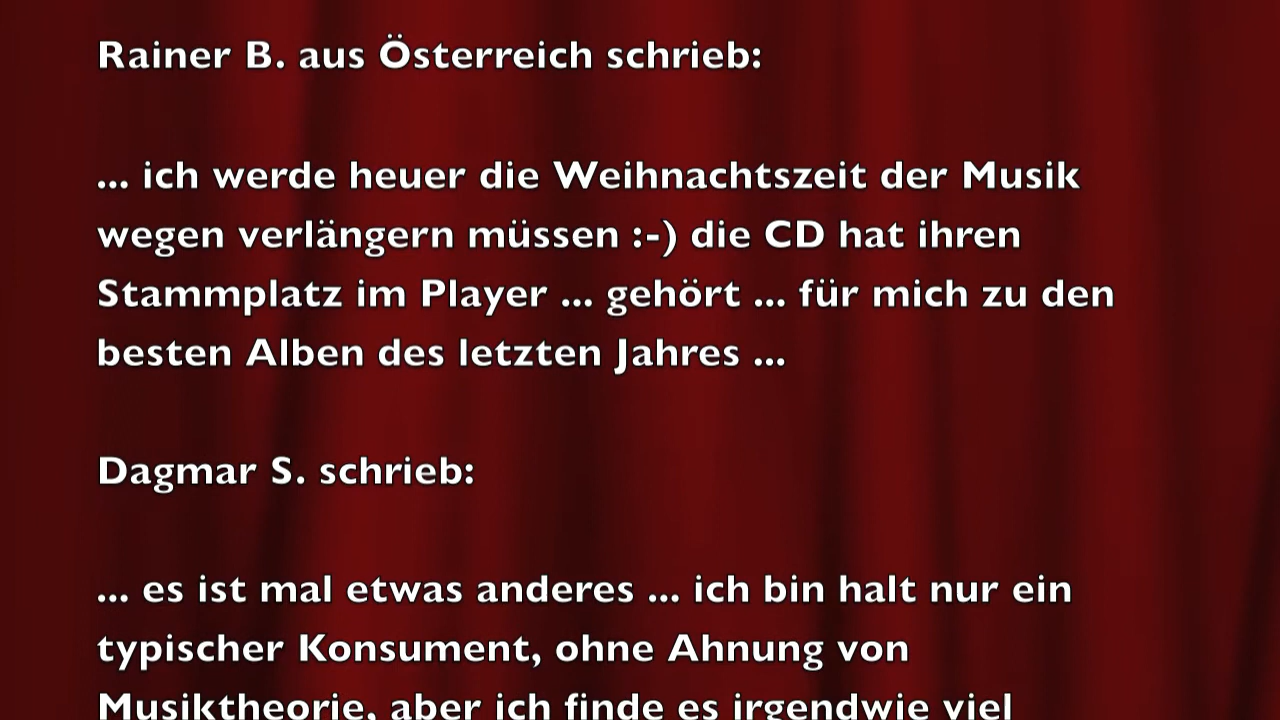 Rainer B. aus Österreich schrieb:
... ich werde heuer die Weihnachtszeit der Musik
wegen verlängern müssen :-) die CD hat ihren
Stammplatz im Player ... gehört ... für mich zu den
besten Alben des letzten Jahres ...
Dagmar S. schrieb:
... es ist mal etwas anderes ... ich bin halt nur ein
typischer Konsument, ohne Ahnung von
Musiktheorie, aber ich finde es irgendwie viel